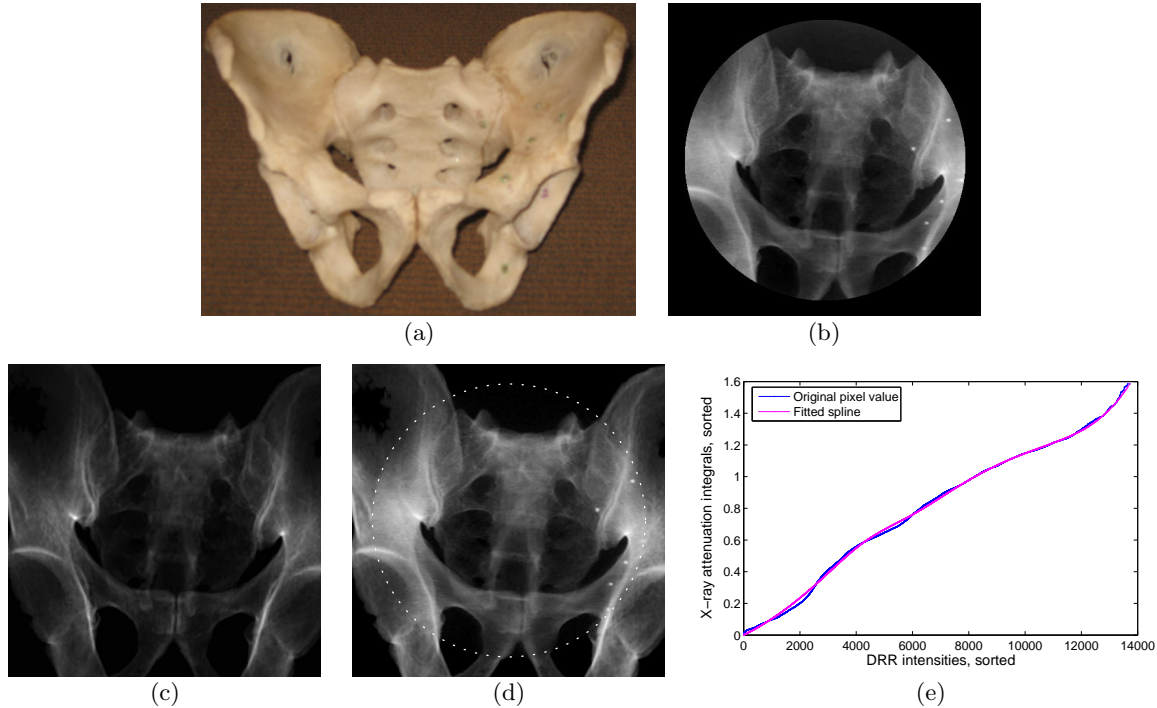 (a)
(b)
1.6
1.4
1.2
1
0.8
0.6
0.4
0.2
0
X-ray attenuation integrals, sorted
Original pixel value
Fitted spline
0
2000
4000
6000
8000
10000
12000
14000
DRR intensities, sorted
(c)
(d)
(e)